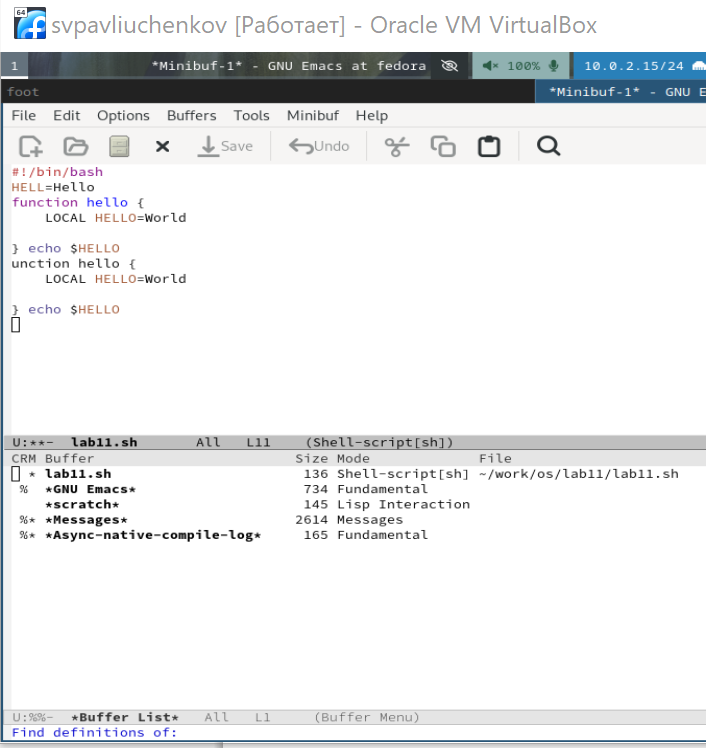 64 svpavliuchenkov [Работает] - Oracle VM VirtualBox
1 *Minibuf-1* - GNU Emacs at fedora 100% 10.0.2.15/24
foot *Minibuf-1* - GNU E
File Edit Options Buffers Tools Minibuf Help
Save Undo
#!/bin/bash
HELL=Hello
function hello {
    LOCAL HELLO=World

} echo $HELLO
unction hello {
    LOCAL HELLO=World

} echo $HELLO
U:**-  lab11.sh       All   L11    (Shell-script[sh])
CRM Buffer                Size Mode              File
  * lab11.sh               136 Shell-script[sh]  ~/work/os/lab11/lab11.sh
 %  *GNU Emacs*            734 Fundamental
    *scratch*              145 Lisp Interaction
 %* *Messages*            2614 Messages
 %* *Async-native-compile-log*     165 Fundamental
U:%%-  *Buffer List*   All   L1     (Buffer Menu)
Find definitions of: